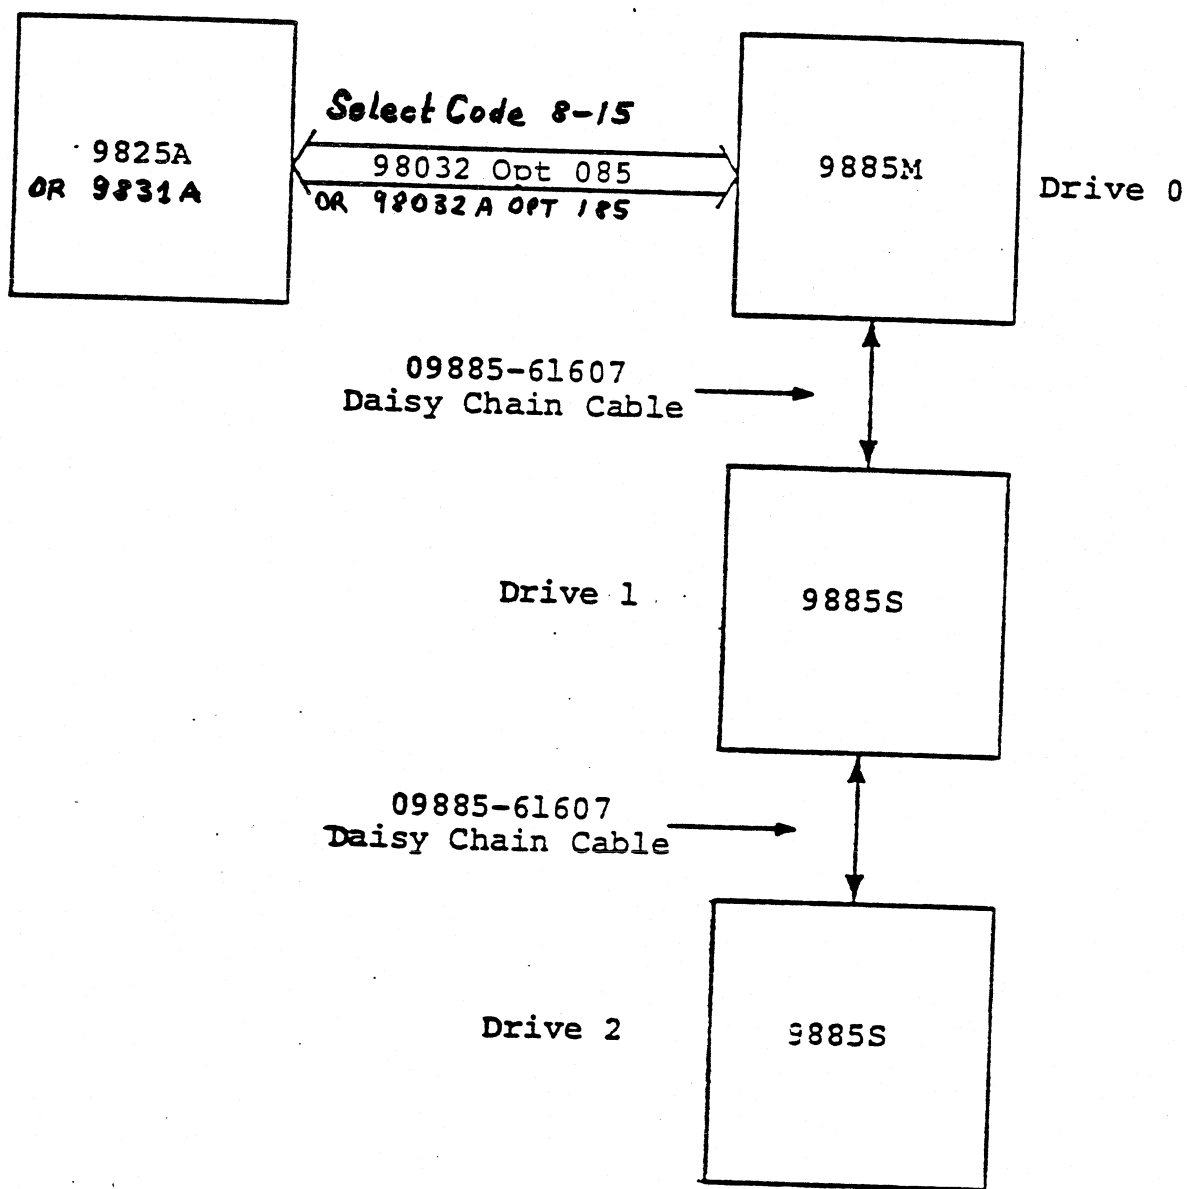 Select Code 8-15
9825A
OR 9831A
98032 Opt 085
OR 98032A OPT 185
9885M
Drive 0
09885-61607
Daisy Chain Cable
Drive 1
9885S
09885-61607
Daisy Chain Cable
Drive 2
9885S